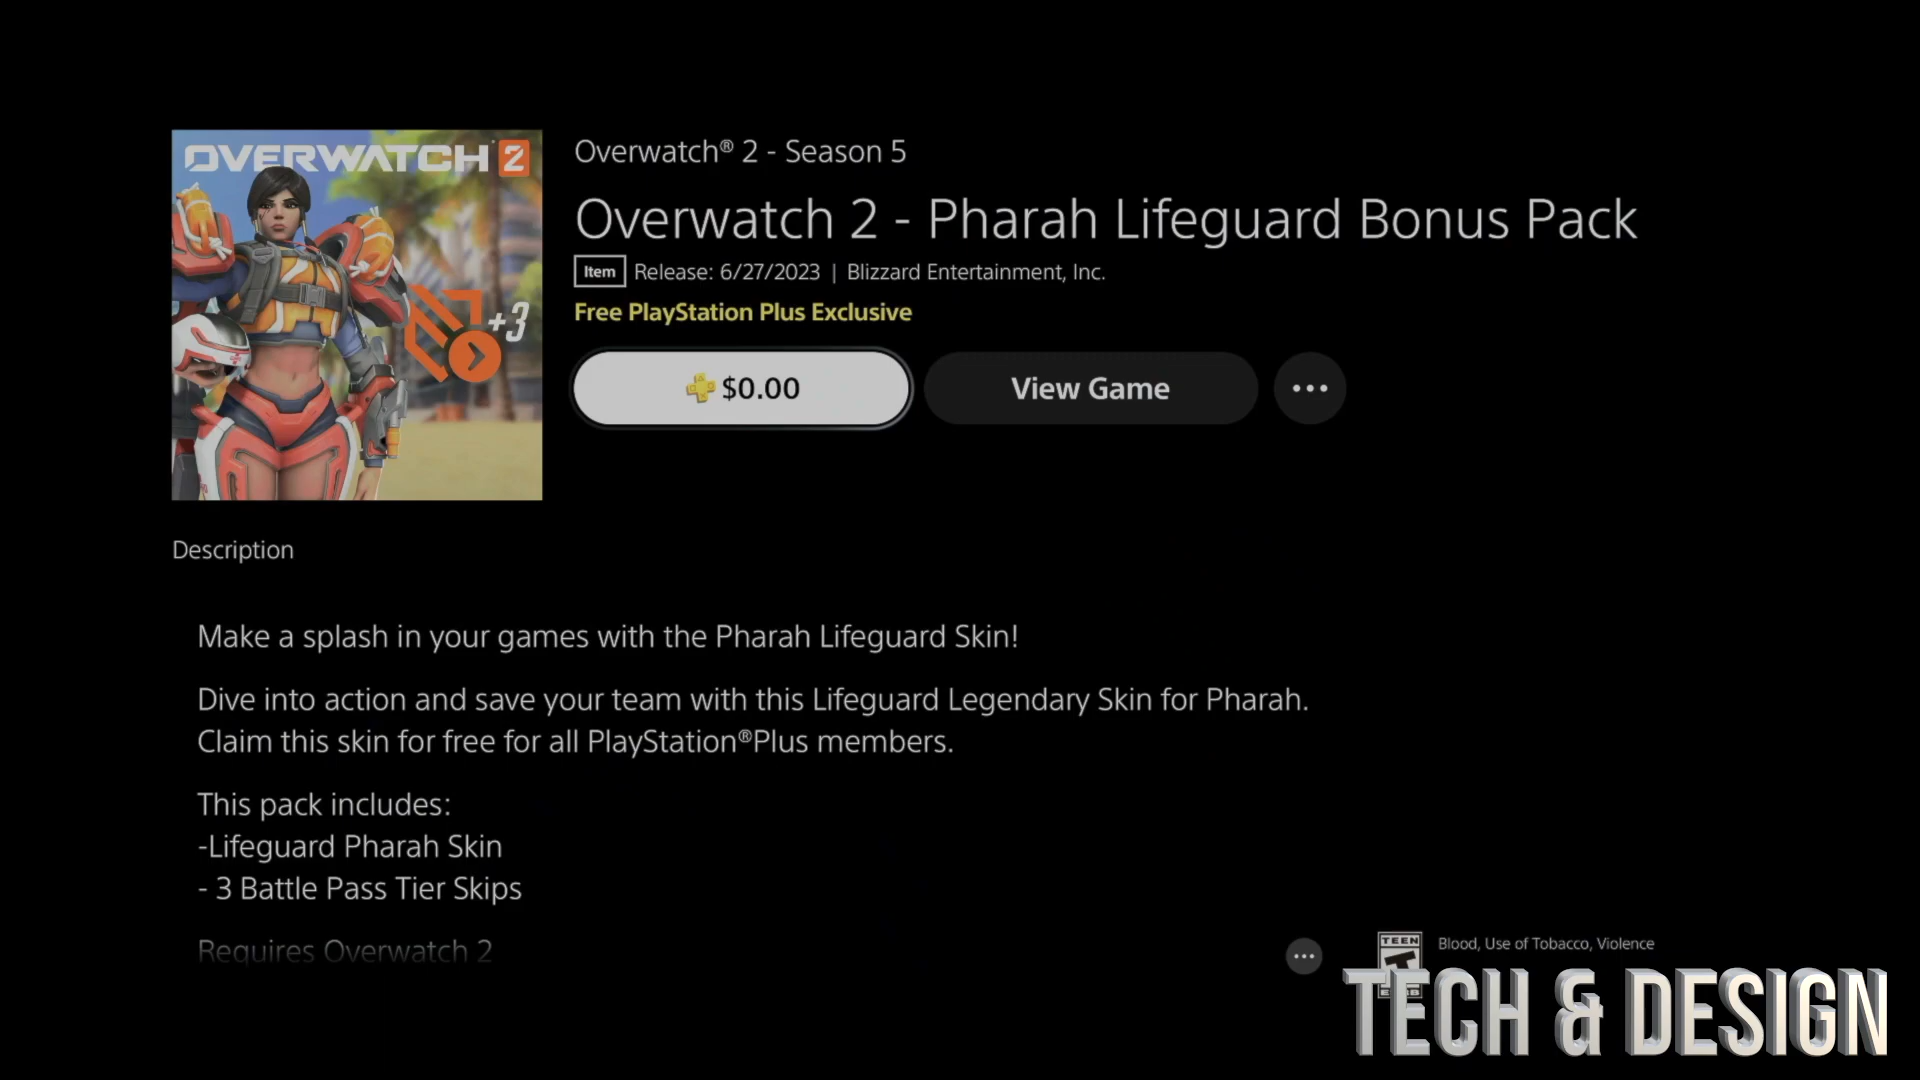 OVERWATCH 2
+3
Overwatch® 2 - Season 5
Overwatch 2 - Pharah Lifeguard Bonus Pack
Item Release: 6/27/2023 | Blizzard Entertainment, Inc.
Free PlayStation Plus Exclusive
$0.00 View Game
Description
Make a splash in your games with the Pharah Lifeguard Skin!
Dive into action and save your team with this Lifeguard Legendary Skin for Pharah.
Claim this skin for free for all PlayStation®Plus members.
This pack includes:
-Lifeguard Pharah Skin
- 3 Battle Pass Tier Skips
Requires Overwatch 2
TEEN
T
Blood, Use of Tobacco, Violence
TECH & DESIGN